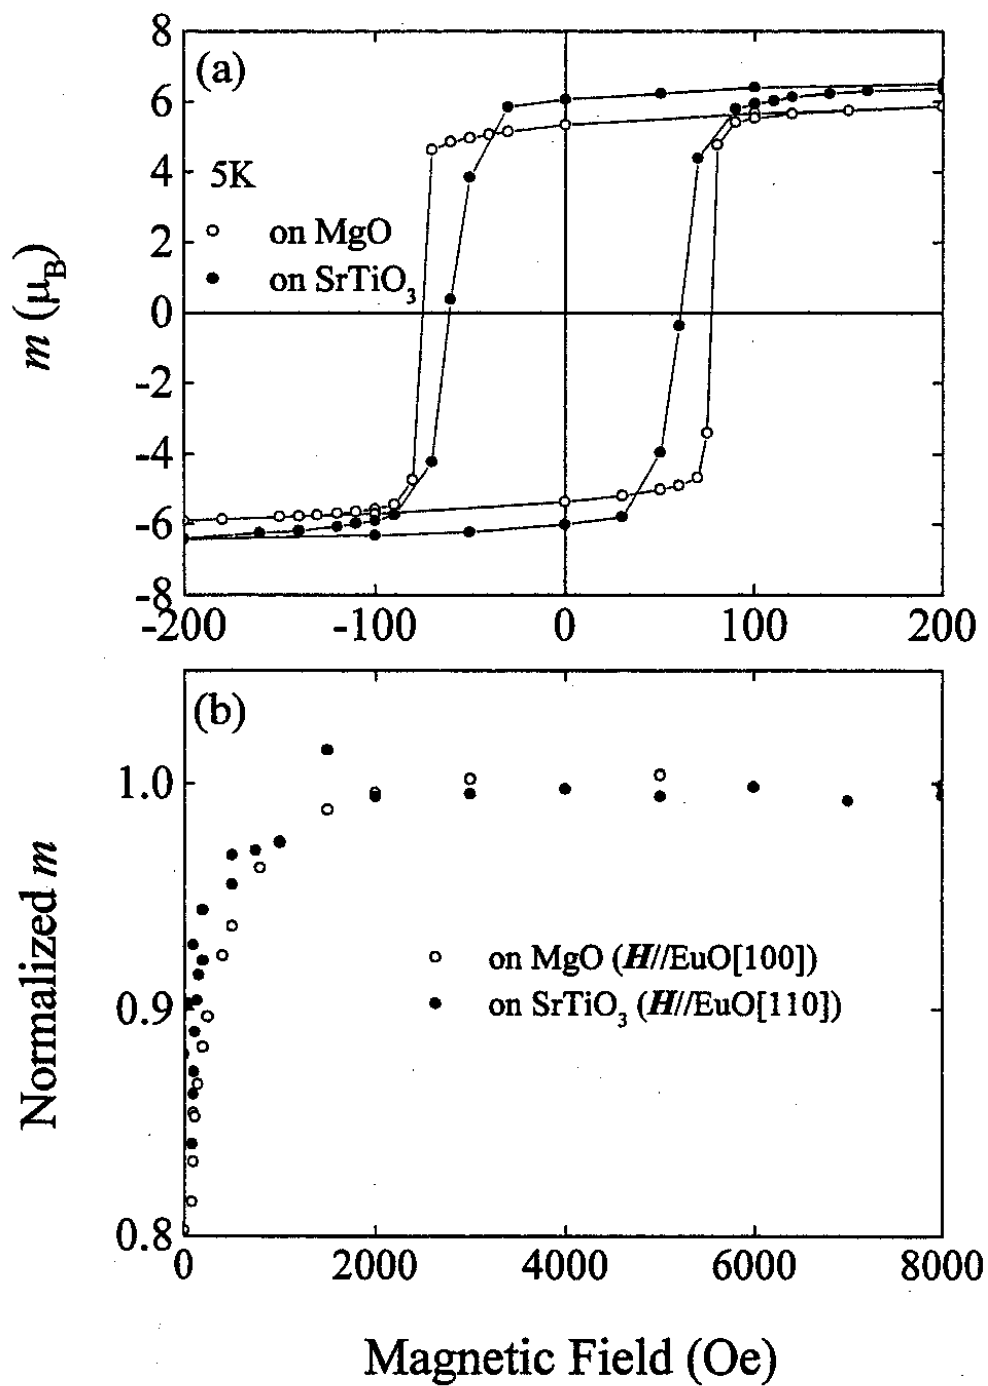 (a)
8
6
4
2
0
-2
-4
-6
-8
m (μ_B)
5K
on MgO
on SrTiO₃
-200 -100 0 100 200
(b)
1.0
0.9
0.8
Normalized m
on MgO (H//EuO[100])
on SrTiO₃ (H//EuO[110])
0 2000 4000 6000 8000
Magnetic Field (Oe)